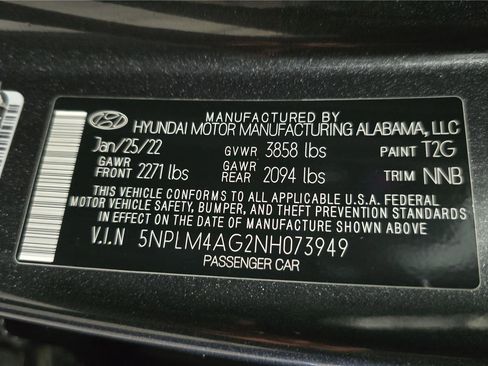 MANUFACTURED BY
HYUNDAI MOTOR MANUFACTURING ALABAMA, LLC
Jan/25/22 GVWR 3858 lbs PAINT T2G
GAWR FRONT 2271 lbs GAWR REAR 2094 lbs TRIM NNB
THIS VEHICLE CONFORMS TO ALL APPLICABLE U.S.A. FEDERAL
MOTOR VEHICLE SAFETY, BUMPER, AND THEFT PREVENTION STANDARDS
IN EFFECT ON THE DATE OF MANUFACTURE SHOWN ABOVE
V.I.N 5NPLM4AG2NH073949
PASSENGER CAR